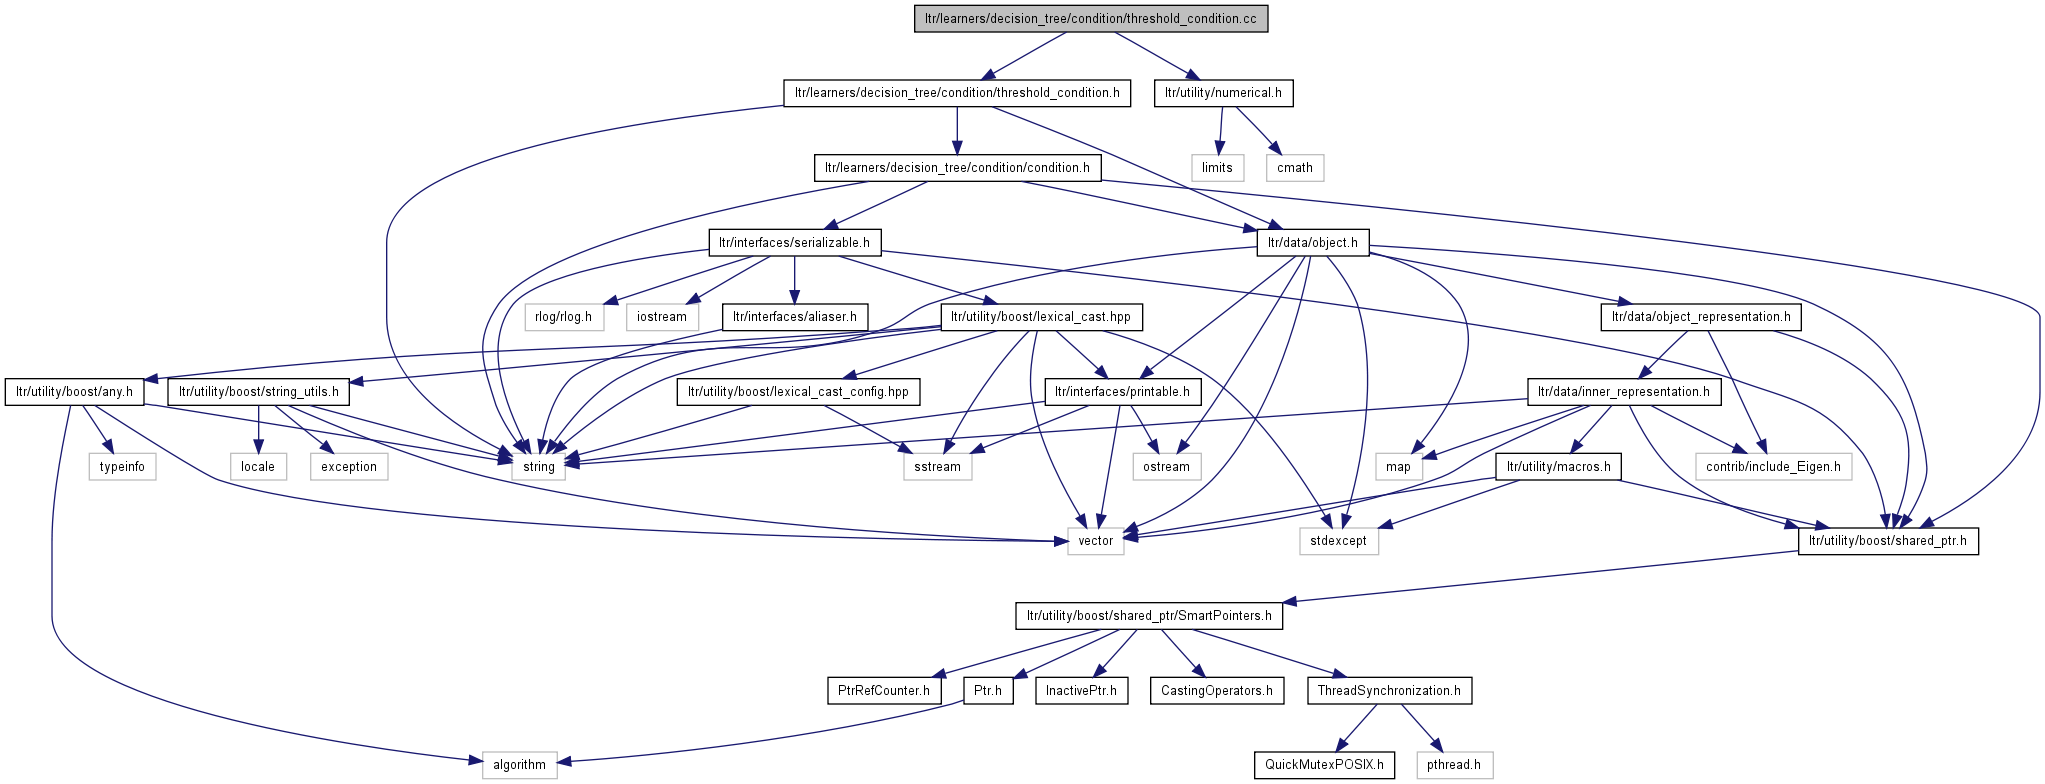 ltr/learners/decision_tree/condition/threshold_condition.cc
ltr/learners/decision_tree/condition/threshold_condition.h
ltr/utility/numerical.h
ltr/learners/decision_tree/condition/condition.h
limits
cmath
ltr/interfaces/serializable.h
ltr/data/object.h
rlog/rlog.h
iostream
ltr/interfaces/aliaser.h
ltr/utility/boost/lexical_cast.hpp
ltr/data/object_representation.h
ltr/utility/boost/any.h
ltr/utility/boost/string_utils.h
ltr/utility/boost/lexical_cast_config.hpp
ltr/interfaces/printable.h
ltr/data/inner_representation.h
typeinfo
locale
exception
string
sstream
ostream
map
ltr/utility/macros.h
contrib/include_Eigen.h
vector
stdexcept
ltr/utility/boost/shared_ptr.h
ltr/utility/boost/shared_ptr/SmartPointers.h
PtrRefCounter.h
Ptr.h
InactivePtr.h
CastingOperators.h
ThreadSynchronization.h
algorithm
QuickMutexPOSIX.h
pthread.h